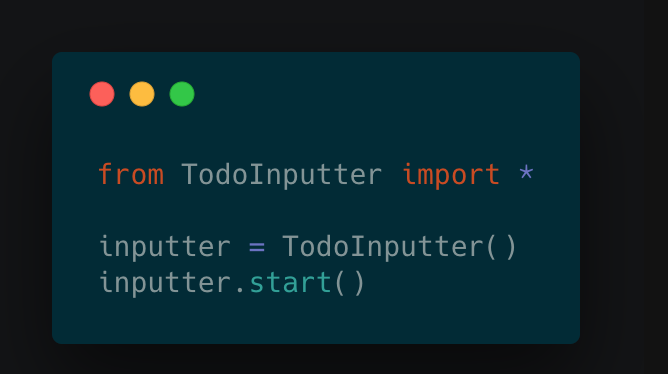 from TodoInputter import *
inputter = TodoInputter()
inputter.start()